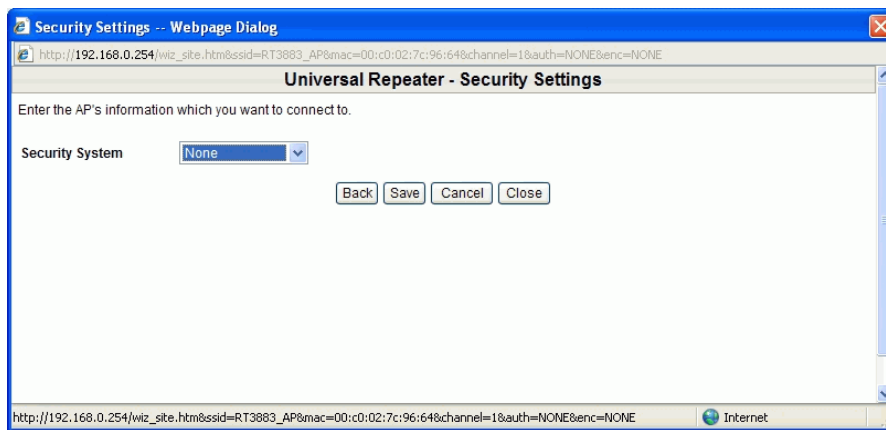 Security Settings -- Webpage Dialog
http://192.168.0.254/wiz_site.htm&ssid=RT3883_AP&mac=00:c0:02:7c:96:64&channel=1&auth=NONE&enc=NONE
Universal Repeater - Security Settings
Enter the AP's information which you want to connect to.
Security System None
Back Save Cancel Close
http://192.168.0.254/wiz_site.htm&ssid=RT3883_AP&mac=00:c0:02:7c:96:64&channel=1&auth=NONE&enc=NONE Internet